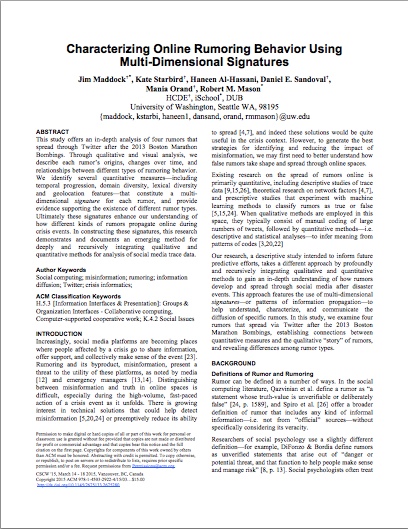 Characterizing Online Rumoring Behavior Using
Multi-Dimensional Signatures
Jim Maddock†*, Kate Starbird†, Haneen Al-Hassani, Daniel E. Sandoval†,
Mania Orand†, Robert M. Mason*
HCDE†, iSchool*, DUB
University of Washington, Seattle WA, 98195
{maddock, kstarbi, haneen1, dansand, orand, rmmason}@uw.edu
ABSTRACT
This study offers an in-depth analysis of four rumors that
spread through Twitter after the 2013 Boston Marathon
Bombings. Through qualitative and visual analysis, we
describe each rumor's origins, changes over time, and
relationships between different types of rumoring behavior.
We identify several quantitative measures—including
temporal progression, domain diversity, lexical diversity
and geolocation features—that constitute a multi-
dimensional signature for each rumor, and provide
evidence supporting the existence of different rumor types.
Ultimately these signatures enhance our understanding of
how different kinds of rumors propagate online during
crisis events. In constructing these signatures, this research
demonstrates and documents an emerging method for
deeply and recursively integrating qualitative and
quantitative methods for analysis of social media trace data.
Author Keywords
Social computing; misinformation; rumoring; information
diffusion; Twitter; crisis informatics;
ACM Classification Keywords
H.5.3 [Information Interfaces & Presentation]: Groups &
Organization Interfaces - Collaborative computing,
Computer-supported cooperative work; K.4.2 Social Issues
INTRODUCTION
Increasingly, social media platforms are becoming places
where people affected by a crisis go to share information,
offer support, and collectively make sense of the event [23].
Rumoring and its byproduct, misinformation, present a
threat to the utility of these platforms, as noted by media
[12] and emergency managers [13,14]. Distinguishing
between misinformation and truth in online spaces is
difficult, especially during the high-volume, fast-paced
action of a crisis event as it unfolds. There is growing
interest in technical solutions that could help detect
misinformation [5,20,24] or preemptively reduce its ability
Permission to make digital or hard copies of all or part of this work for personal or
classroom use is granted without fee provided that copies are not made or distributed
for profit or commercial advantage and that copies bear this notice and the full
citation on the first page. Copyrights for components of this work owned by others
than ACM must be honored. Abstracting with credit is permitted. To copy otherwise,
or republish, to post on servers or to redistribute to lists, requires prior specific
permission and/or a fee. Request permissions from Permissions@acm.org.
CSCW '15, March 14 - 18 2015, Vancouver, BC, Canada
Copyright 2015 ACM 978-1-4503-2922-4/15/03…$15.00
to spread [4,7], and indeed these solutions would be quite
useful in the crisis context. However, to generate the best
strategies for identifying and reducing the impact of
misinformation, we may first need to better understand how
false rumors take shape and spread through online spaces.
Existing research on the spread of rumors online is
primarily quantitative, including descriptive studies of trace
data [9,15,26], theoretical research on network factors [4,7],
and prescriptive studies that experiment with machine
learning methods to classify rumors as true or false
[5,15,24]. When qualitative methods are employed in this
space, they typically consist of manual coding of large
numbers of tweets, followed by quantitative methods—i.e.
descriptive and statistical analyses—to infer meaning from
patterns of codes [3,20,22]
Our research, a descriptive study intended to inform future
predictive efforts, takes a different approach by profoundly
and recursively integrating qualitative and quantitative
methods to gain an in-depth understanding of how rumors
develop and spread through social media after disaster
events. This approach features the use of multi-dimensional
signatures—or patterns of information propagation—to
help understand, characterize, and communicate the
diffusion of specific rumors. In this study, we examine four
rumors that spread via Twitter after the 2013 Boston
Marathon Bombings, establishing connections between
quantitative measures and the qualitative "story" of rumors,
and revealing differences among rumor types.
BACKGROUND
Definitions of Rumor and Rumoring
Rumor can be defined in a number of ways. In the social
computing literature, Qazvinian et al. define a rumor as "a
statement whose truth-value is unverifiable or deliberately
false" [24, p. 1589], and Spiro et al. [26] offer a broader
definition of rumor that includes any kind of informal
information—i.e. not from "official" sources—without
specifically considering its veracity.
Researchers of social psychology use a slightly different
definition—for example, DiFonzo & Bordia define rumors
as unverified statements that arise out of "danger or
potential threat, and that function to help people make sense
and manage risk" [8, p. 13]. Social psychologists often treat